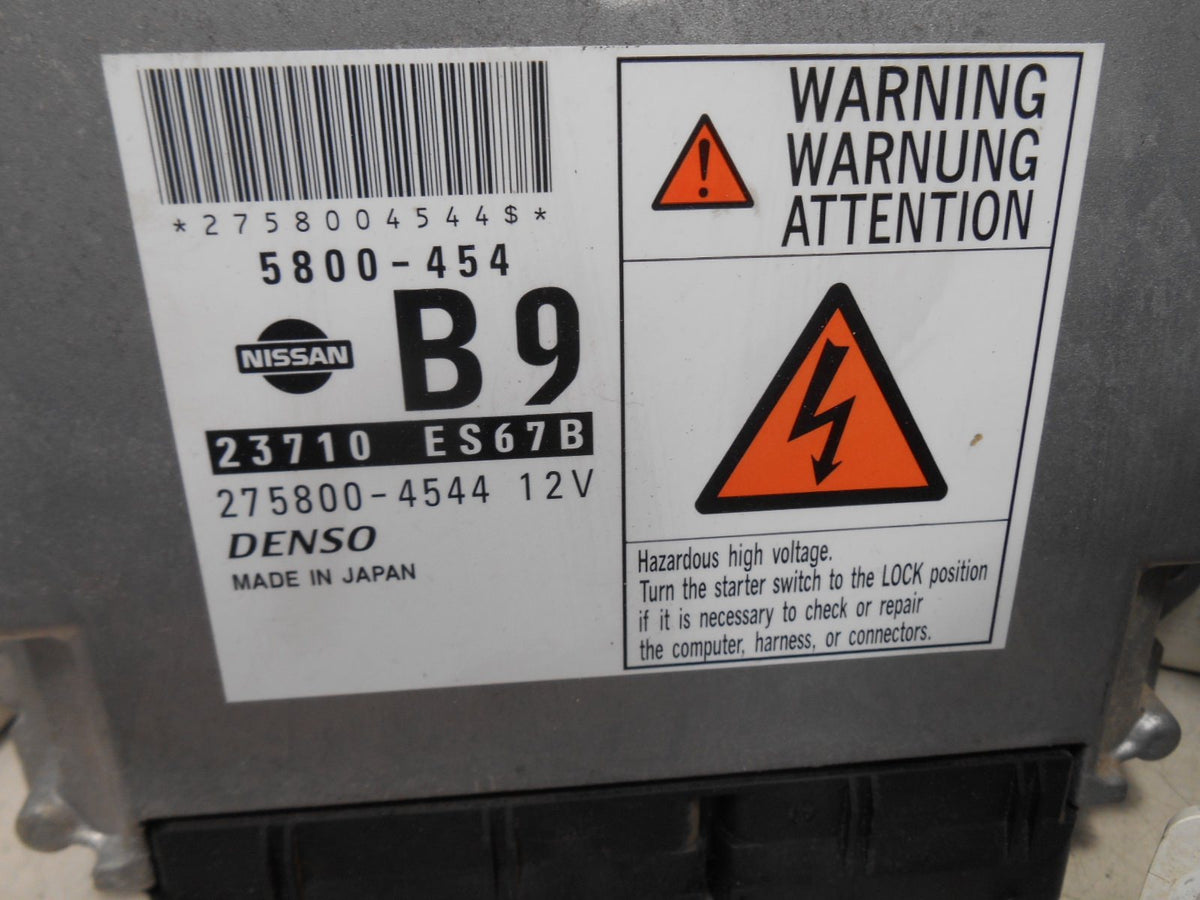 *2758004544$*
5800-454
NISSAN
B9
23710 ES67B
275800-4544 12V
DENSO
MADE IN JAPAN
WARNING
WARNUNG
ATTENTION
Hazardous high voltage.
Turn the starter switch to the LOCK position
if it is necessary to check or repair
the computer, harness, or connectors.